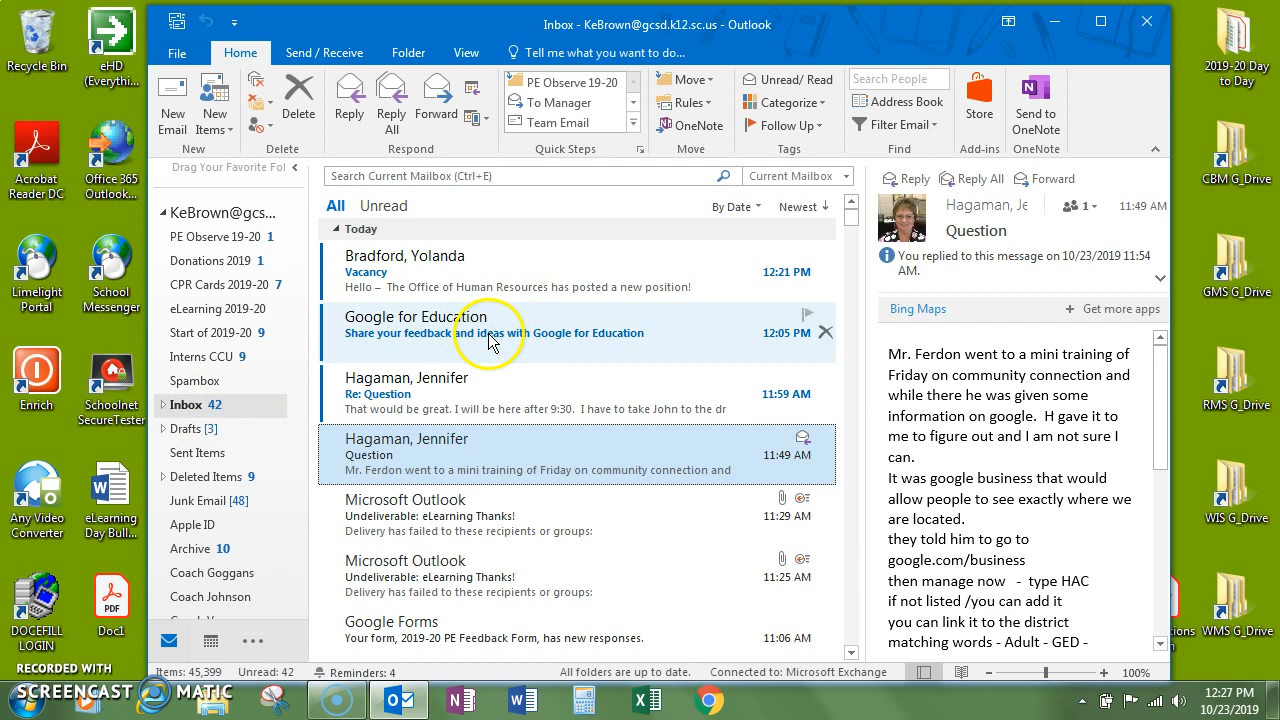 Inbox - KeBrown@gcsd.k12.sc.us - Outlook
File
Home
Send / Receive
Folder
View
Tell me what you want to do...
New Email
New Items
New
Delete
Delete
Reply
Reply All
Forward
Respond
PE Observe 19-20
To Manager
Team Email
Quick Steps
Move
Rules
OneNote
Move
Unread/ Read
Categorize
Follow Up
Tags
Search People
Address Book
Filter Email
Find
Store
Add-ins
Send to OneNote
OneNote
Drag Your Favorite Fol
KeBrown@gcs...
PE Observe 19-20 1
Donations 2019 1
CPR Cards 2019-20 7
eLearning 2019-20
Start of 2019-20 9
Interns CCU 9
Spambox
Inbox 42
Drafts [3]
Sent Items
Deleted Items 9
Junk Email [48]
Apple ID
Archive 10
Coach Goggans
Coach Johnson
Search Current Mailbox (Ctrl+E)
Current Mailbox
All Unread
By Date Newest ↓
Today
Bradford, Yolanda
Vacancy 12:21 PM
Hello – The Office of Human Resources has posted a new position!
Google for Education
Share your feedback and ideas with Google for Education 12:05 PM
Hagaman, Jennifer
Re: Question 11:59 AM
That would be great. I will be here after 9:30. I have to take John to the dr
Hagaman, Jennifer
Question 11:49 AM
Mr. Ferdon went to a mini training of Friday on community connection and
Microsoft Outlook
Undeliverable: eLearning Thanks! 11:29 AM
Delivery has failed to these recipients or groups:
Microsoft Outlook
Undeliverable: eLearning Thanks! 11:25 AM
Delivery has failed to these recipients or groups:
Google Forms
Your form, 2019-20 PE Feedback Form, has new responses. 11:06 AM
Reply Reply All Forward
Hagaman, Je 1 11:49 AM
Question
You replied to this message on 10/23/2019 11:54
AM.
Bing Maps + Get more apps
Mr. Ferdon went to a mini training of
Friday on community connection and
while there he was given some
information on google. H gave it to
me to figure out and I am not sure I
can.
It was google business that would
allow people to see exactly where we
are located.
they told him to go to
google.com/business
then manage now - type HAC
if not listed /you can add it
you can link it to the district
matching words - Adult - GED -
Items: 45,399 Unread: 42 Reminders: 4 All folders are up to date. Connected to: Microsoft Exchange 100%
Recycle Bin
eHD (Everythi...
Acrobat Reader DC
Office 365 Outlook...
Limelight Portal
School Messenger
Enrich
Schoolnet SecureTester
Any Video Converter
eLearning Day Bull...
DOCEFILL LOGIN
PDF
Doc1
2019-20 Day to Day
CBM G_Drive
GMS G_Drive
RMS G_Drive
WIS G_Drive
WMS G_Drive
RECORDED WITH
SCREENCAST MATIC
12:27 PM
10/23/2019